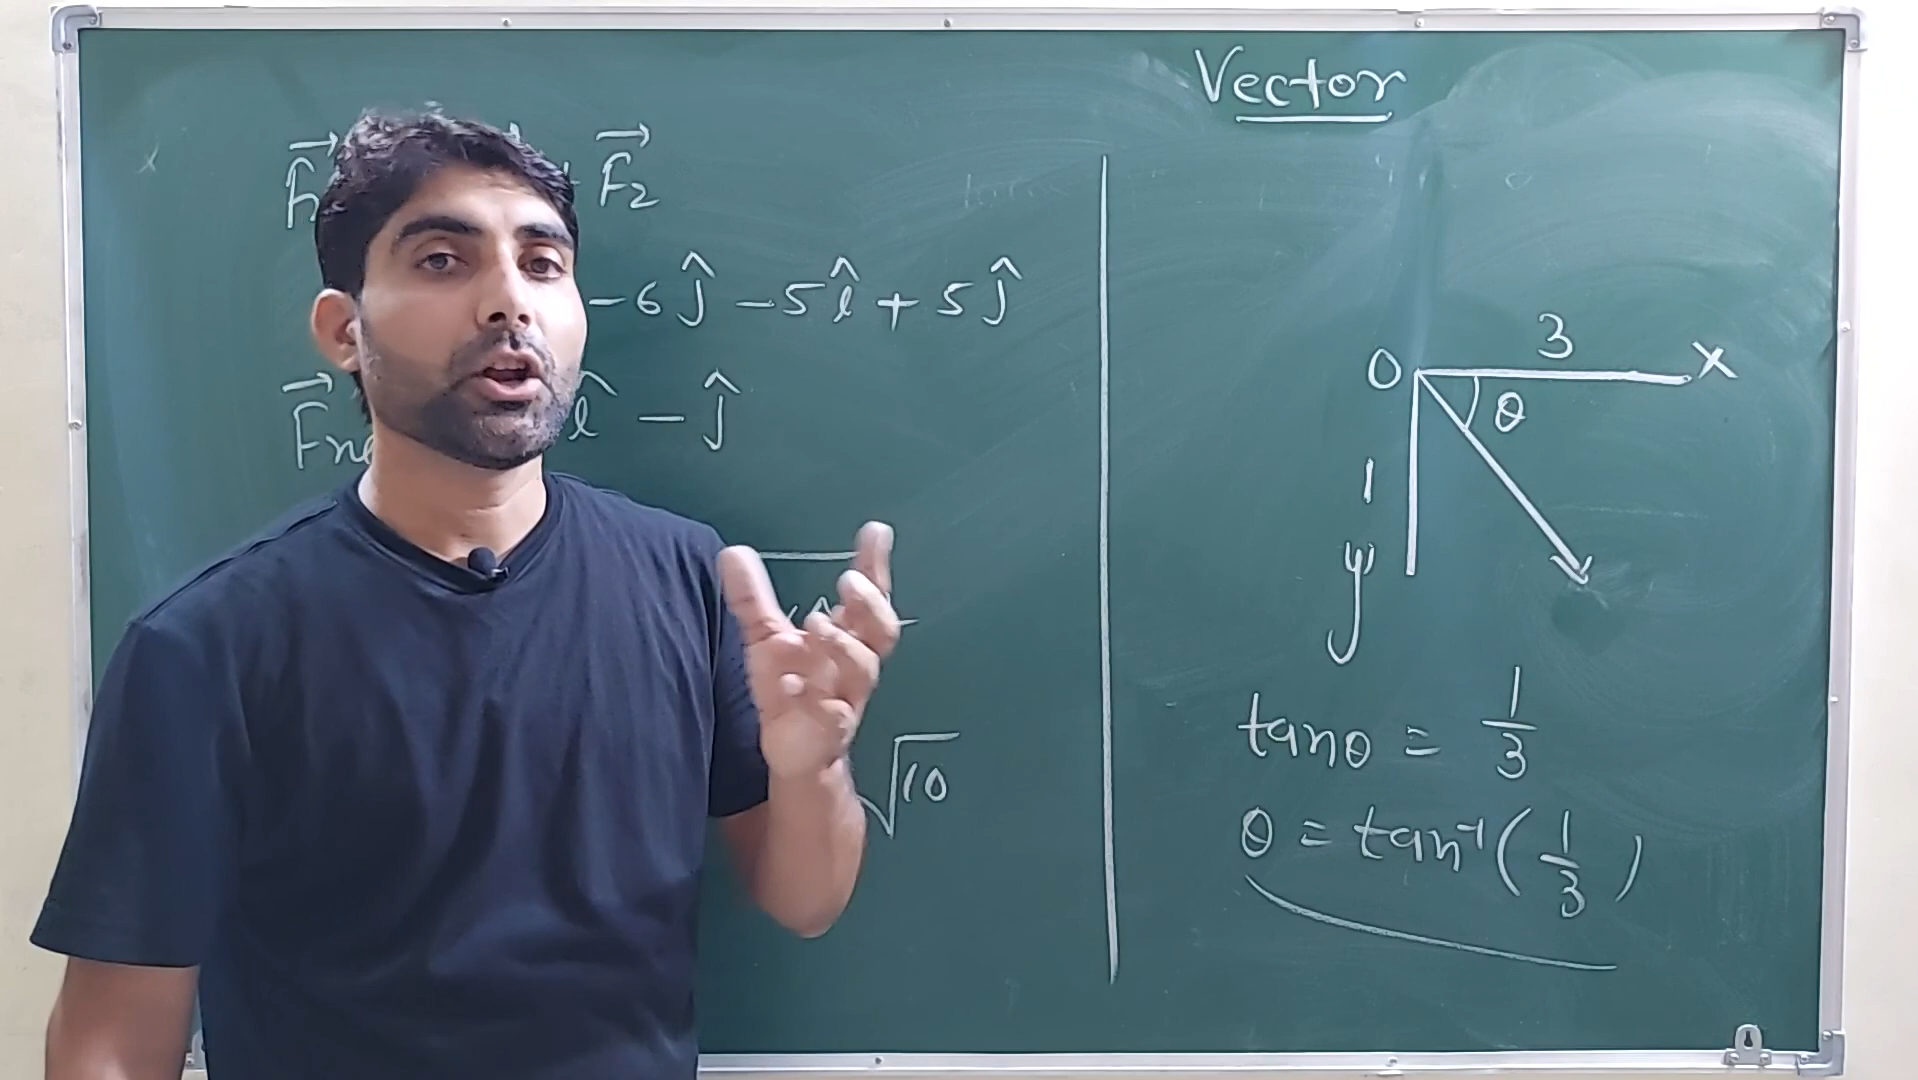 Vector
+ F₂
- 6ĵ - 5î + 5ĵ
î - ĵ
√10
3
O X
θ
1
y'
tanθ = 1/3
θ = tan⁻¹(1/3)